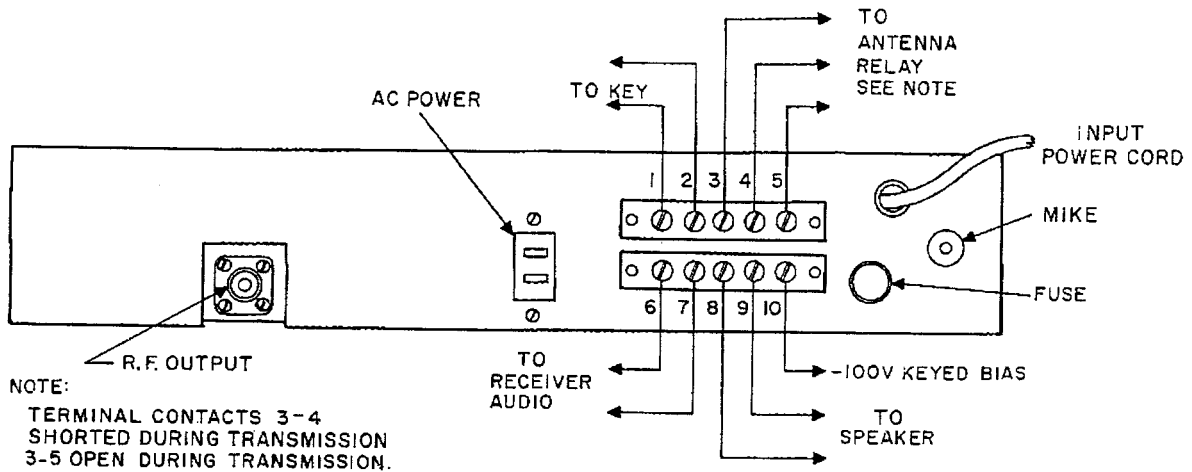 TO
ANTENNA
RELAY
SEE NOTE
TO KEY
AC POWER
INPUT
POWER CORD
1 2 3 4 5
MIKE
FUSE
6 7 8 9 10
R.F. OUTPUT
TO
RECEIVER
AUDIO
-100V KEYED BIAS
TO
SPEAKER
NOTE:
TERMINAL CONTACTS 3-4
SHORTED DURING TRANSMISSION
3-5 OPEN DURING TRANSMISSION.